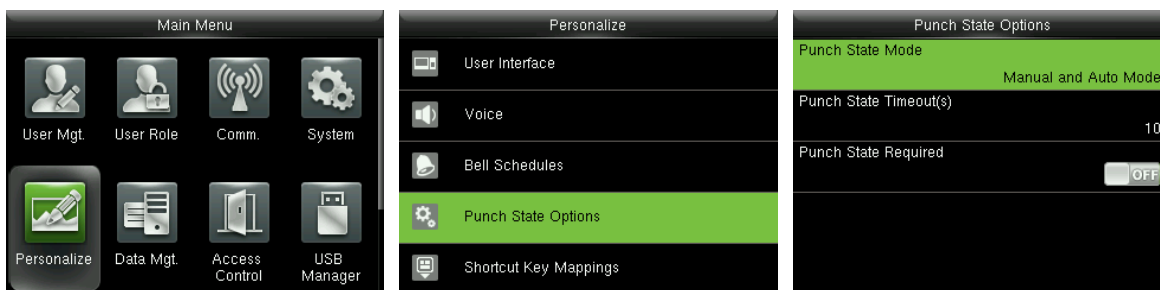 Main Menu
User Mgt.
User Role
Comm.
System
Personalize
Data Mgt.
Access
Control
USB
Manager
Personalize
User Interface
Voice
Bell Schedules
Punch State Options
Shortcut Key Mappings
Punch State Options
Punch State Mode
Manual and Auto Mode
Punch State Timeout(s)
10
Punch State Required
OFF